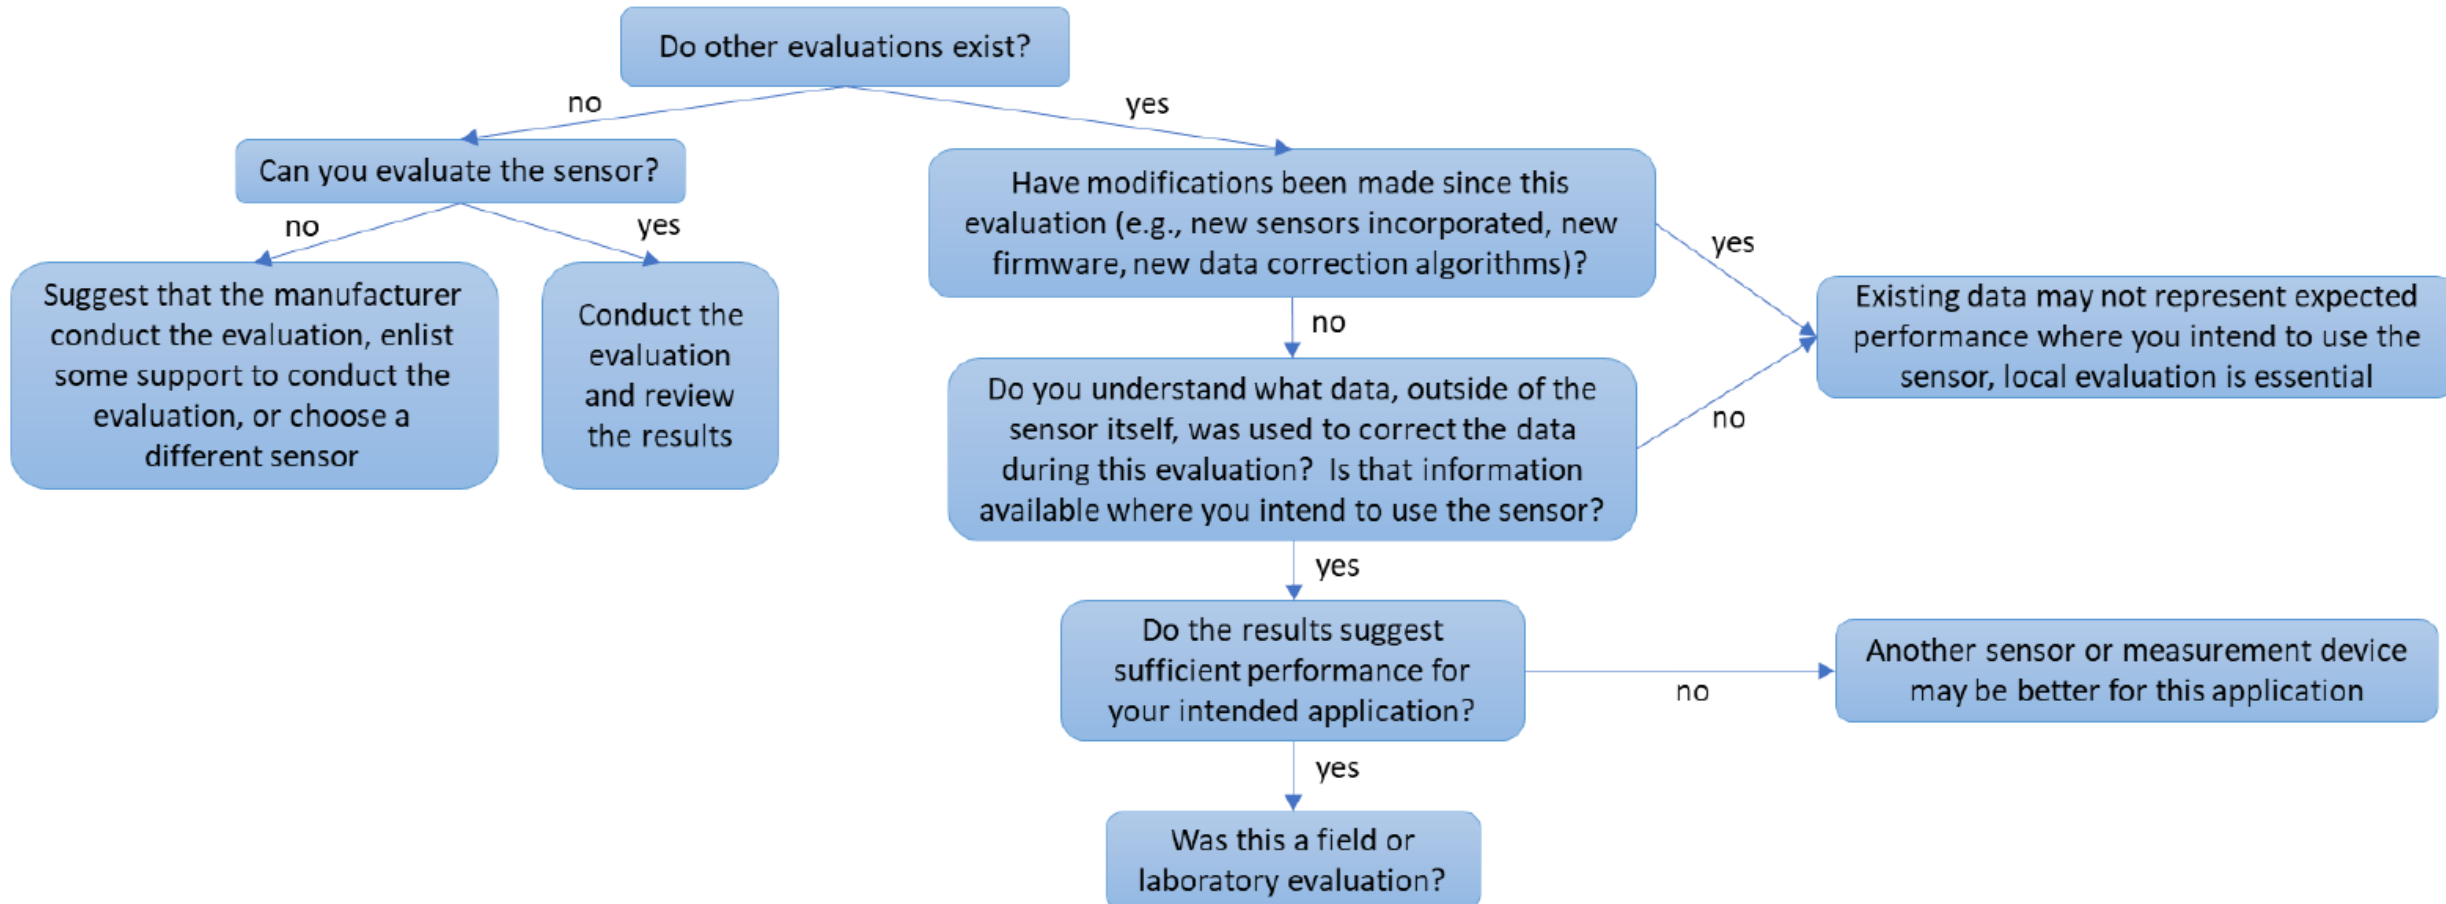 Do other evaluations exist?
no
yes
Can you evaluate the sensor?
no
yes
Suggest that the manufacturer
conduct the evaluation, enlist
some support to conduct the
evaluation, or choose a
different sensor
Conduct the
evaluation
and review
the results
Have modifications been made since this
evaluation (e.g., new sensors incorporated, new
firmware, new data correction algorithms)?
yes
no
Existing data may not represent expected
performance where you intend to use the
sensor, local evaluation is essential
Do you understand what data, outside of the
sensor itself, was used to correct the data
during this evaluation?  Is that information
available where you intend to use the sensor?
no
yes
Do the results suggest
sufficient performance for
your intended application?
no
Another sensor or measurement device
may be better for this application
yes
Was this a field or
laboratory evaluation?